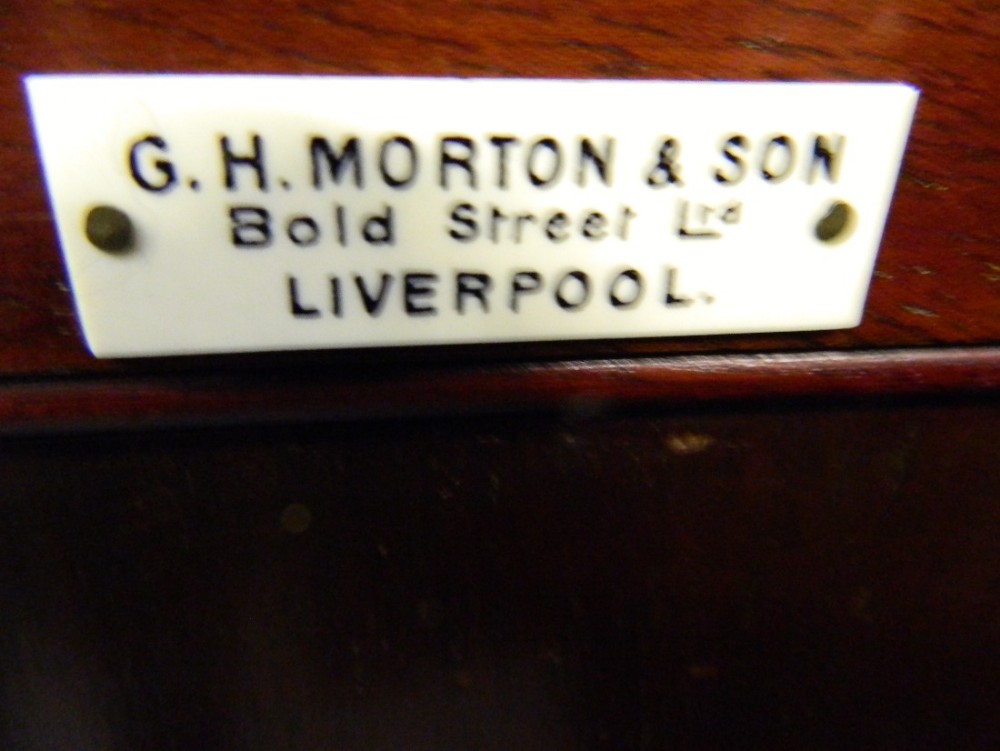 G. H. MORTON & SON
Bold Street Ltd
LIVERPOOL.